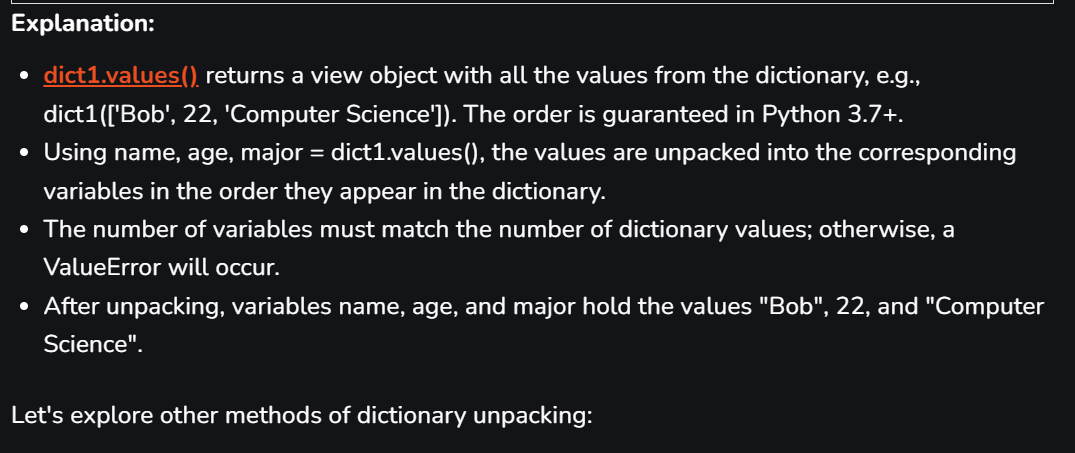 Explanation:
• dict1.values() returns a view object with all the values from the dictionary, e.g.,
dict1(['Bob', 22, 'Computer Science']). The order is guaranteed in Python 3.7+.
• Using name, age, major = dict1.values(), the values are unpacked into the corresponding
variables in the order they appear in the dictionary.
• The number of variables must match the number of dictionary values; otherwise, a
ValueError will occur.
• After unpacking, variables name, age, and major hold the values "Bob", 22, and "Computer
Science".
Let's explore other methods of dictionary unpacking: